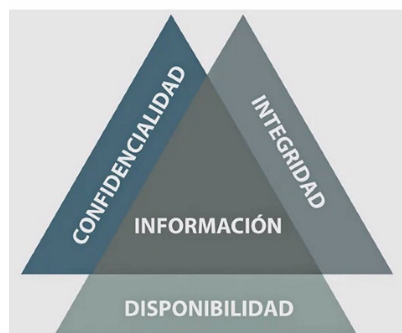 CONFIDENCIALIDAD
INTEGRIDAD
INFORMACIÓN
DISPONIBILIDAD